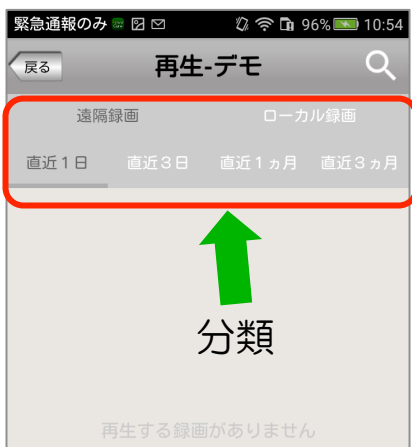 緊急通報のみ 96% 10:54
戻る 再生-デモ
遠隔録画 ローカル録画
直近1日 直近3日 直近1ヵ月 直近3ヵ月
分類
再生する録画がありません